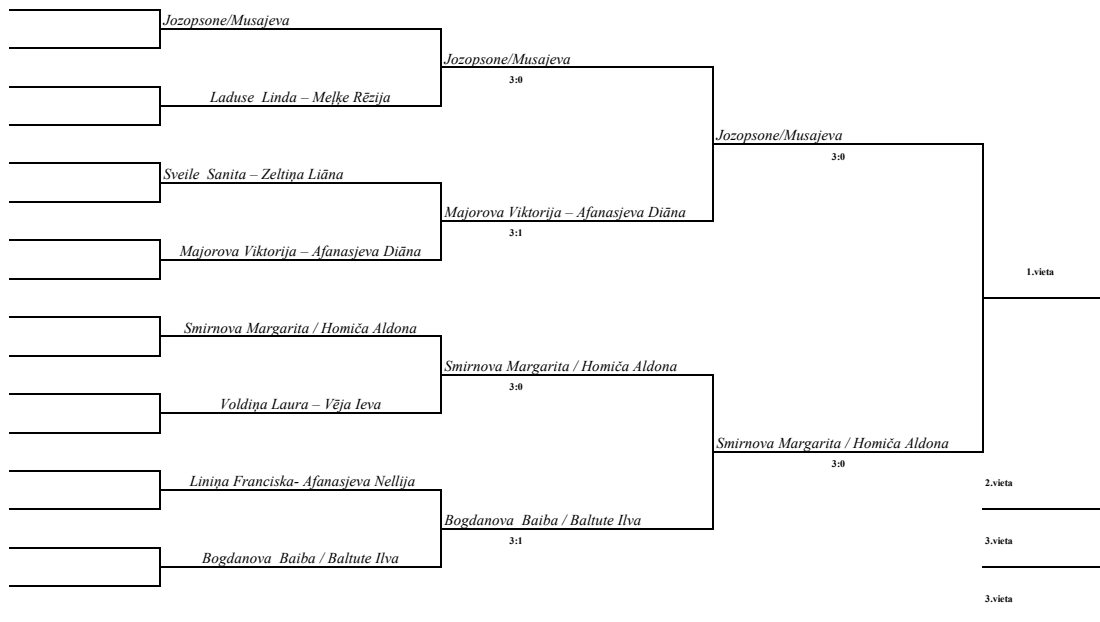 Jozopsone/Musajeva
Jozopsone/Musajeva
3:0
Laduse Linda – Meļķe Rēzija
Jozopsone/Musajeva
3:0
Sveile Sanita – Zeltiņa Liāna
Majorova Viktorija – Afanasjeva Diāna
3:1
Majorova Viktorija – Afanasjeva Diāna
1.vieta
Smirnova Margarita / Homiča Aldona
Smirnova Margarita / Homiča Aldona
3:0
Voldiņa Laura – Vēja Ieva
Smirnova Margarita / Homiča Aldona
3:0
Liniņa Franciska- Afanasjeva Nellija
2.vieta
Bogdanova Baiba / Baltute Ilva
3:1
3.vieta
Bogdanova Baiba / Baltute Ilva
3.vieta